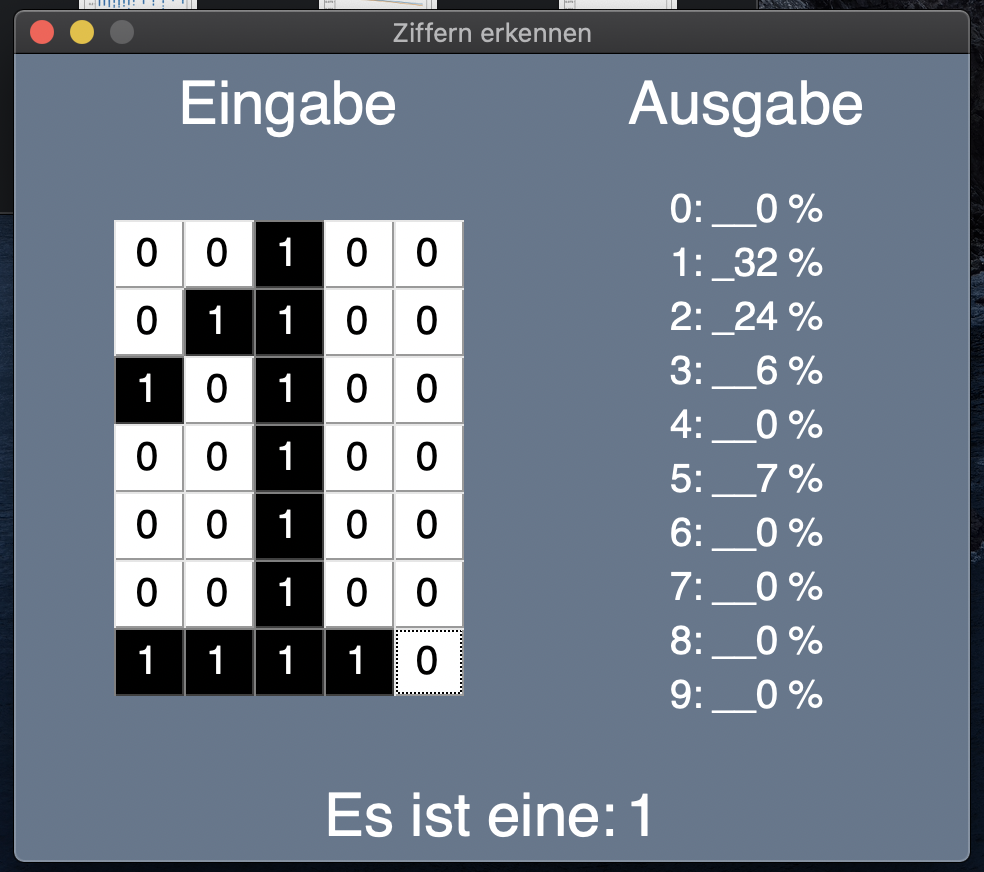 Ziffern erkennen
Eingabe
Ausgabe
0 0 1 0 0
0 1 1 0 0
1 0 1 0 0
0 0 1 0 0
0 0 1 0 0
0 0 1 0 0
1 1 1 1 0
0: __0 %
1: _32 %
2: _24 %
3: __6 %
4: __0 %
5: __7 %
6: __0 %
7: __0 %
8: __0 %
9: __0 %
Es ist eine: 1